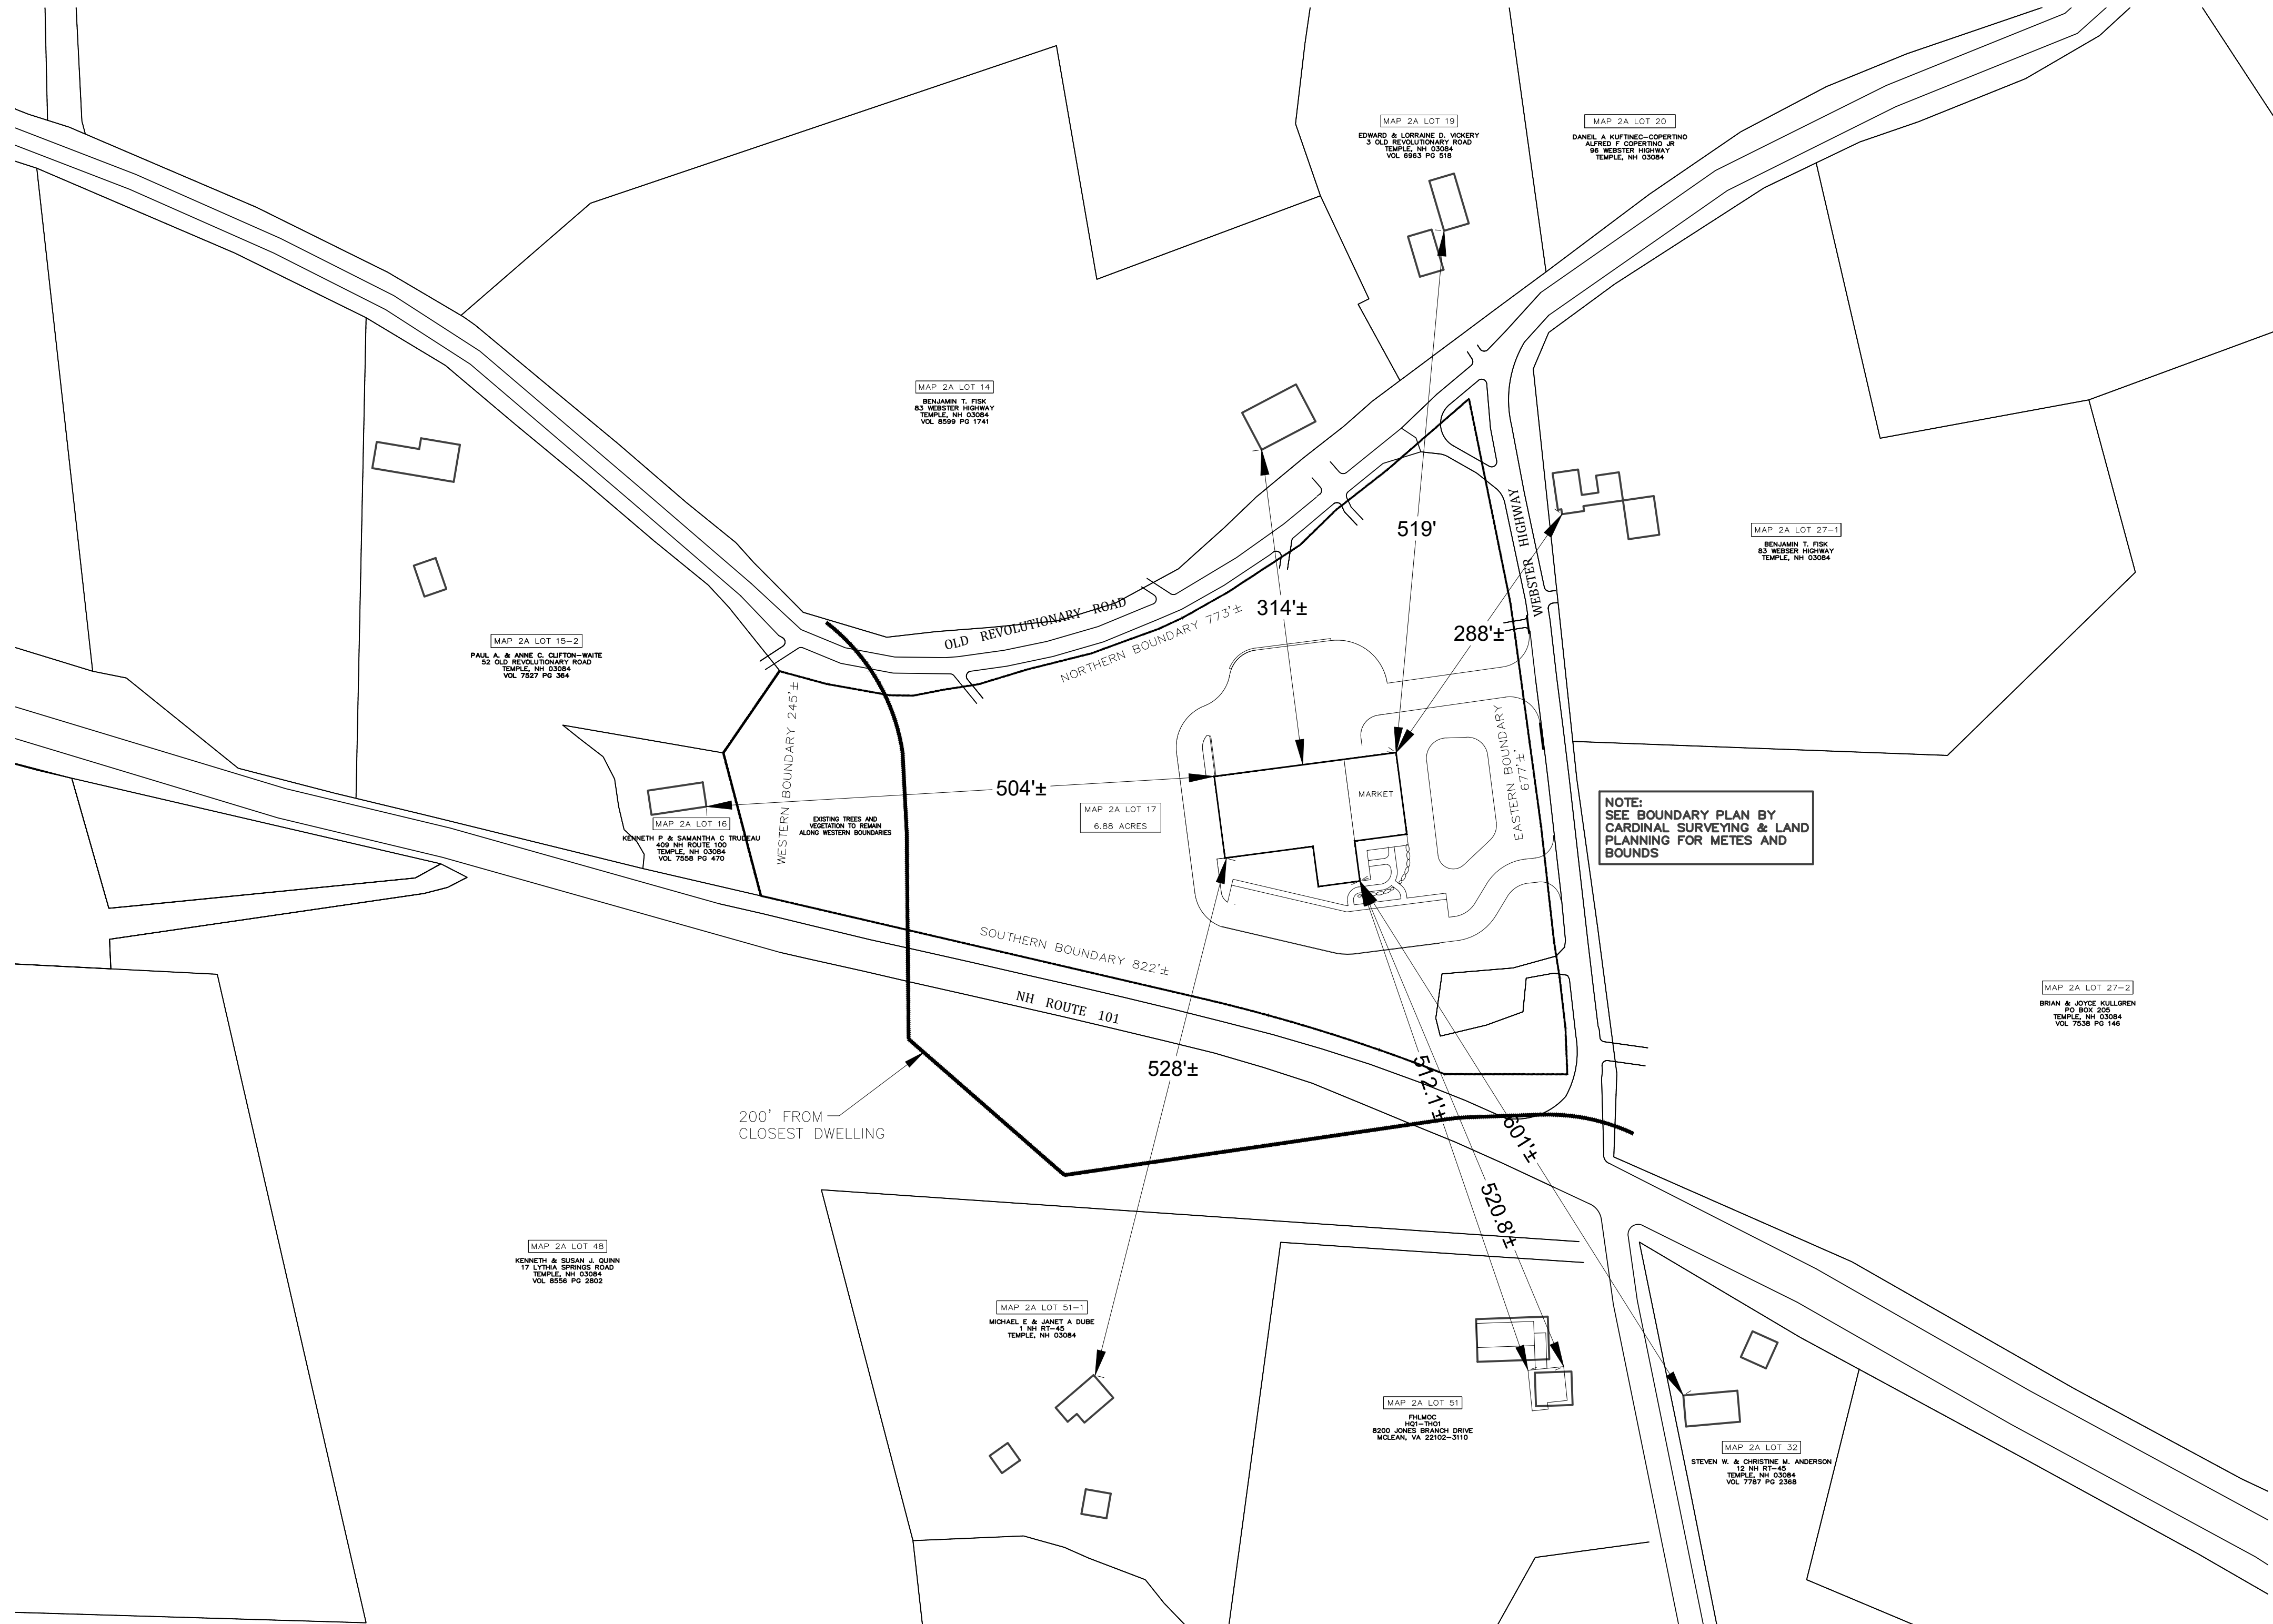 MAP 2A LOT 19
EDWARD & LORRAINE D. VICKERY
3 OLD REVOLUTIONARY ROAD
TEMPLE, NH 03084
VOL 6963 PG 518
MAP 2A LOT 20
DANEIL A KUFTINEC-COPERTINO
ALFRED F COPERTINO JR
96 WEBSTER HIGHWAY
TEMPLE, NH 03084
MAP 2A LOT 14
BENJAMIN T. FISK
83 WEBSTER HIGHWAY
TEMPLE, NH 03084
VOL 8599 PG 1741
519'
WEBSTER HIGHWAY
MAP 2A LOT 27-1
BENJAMIN T. FISK
83 WEBSER HIGHWAY
TEMPLE, NH 03084
OLD REVOLUTIONARY ROAD
NORTHERN BOUNDARY 773'±
314'±
288'±
MAP 2A LOT 15-2
PAUL A. & ANNE C. CLIFTON-WAITE
52 OLD REVOLUTIONARY ROAD
TEMPLE, NH 03084
VOL 7527 PG 364
WESTERN BOUNDARY 245'±
504'±
MARKET
EASTERN BOUNDARY
677'±
MAP 2A LOT 16
KENNETH P & SAMANTHA C TRUDEAU
409 NH ROUTE 100
TEMPLE, NH 03084
VOL 7558 PG 470
EXISTING TREES AND
VEGETATION TO REMAIN
ALONG WESTERN BOUNDARIES
MAP 2A LOT 17
6.88 ACRES
NOTE:
SEE BOUNDARY PLAN BY
CARDINAL SURVEYING & LAND
PLANNING FOR METES AND
BOUNDS
SOUTHERN BOUNDARY 822'±
NH ROUTE 101
MAP 2A LOT 27-2
BRIAN & JOYCE KULLGREN
PO BOX 205
TEMPLE, NH 03084
VOL 7538 PG 146
528'±
512.1'±
601'±
520.8'±
200' FROM
CLOSEST DWELLING
MAP 2A LOT 48
KENNETH & SUSAN J. QUINN
17 LYTHIA SPRINGS ROAD
TEMPLE, NH 03084
VOL 8556 PG 2802
MAP 2A LOT 51-1
MICHAEL E & JANET A DUBE
1 NH RT-45
TEMPLE, NH 03084
MAP 2A LOT 51
FHLMOC
HQ1-TH01
8200 JONES BRANCH DRIVE
MCLEAN, VA 22102-3110
MAP 2A LOT 32
STEVEN W. & CHRISTINE M. ANDERSON
12 NH RT-45
TEMPLE, NH 03084
VOL 7787 PG 2368